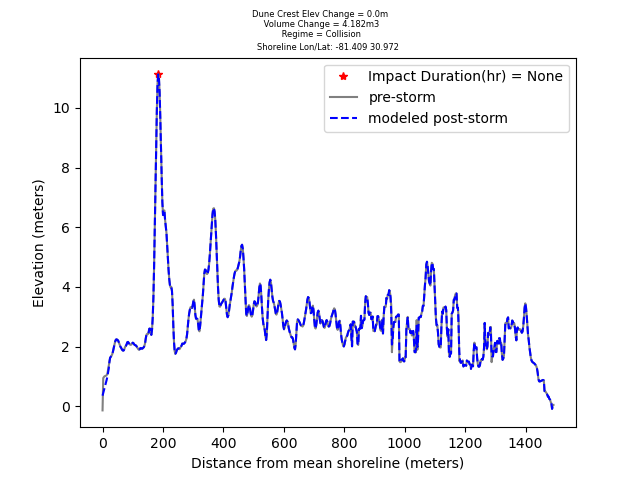 Dune Crest Elev Change = 0.0m
Volume Change = 4.182m3
Regime = Collision
Shoreline Lon/Lat: -81.409 30.972
Impact Duration(hr) = None
pre-storm
modeled post-storm
Elevation (meters)
10
8
6
4
2
0
0 200 400 600 800 1000 1200 1400
Distance from mean shoreline (meters)